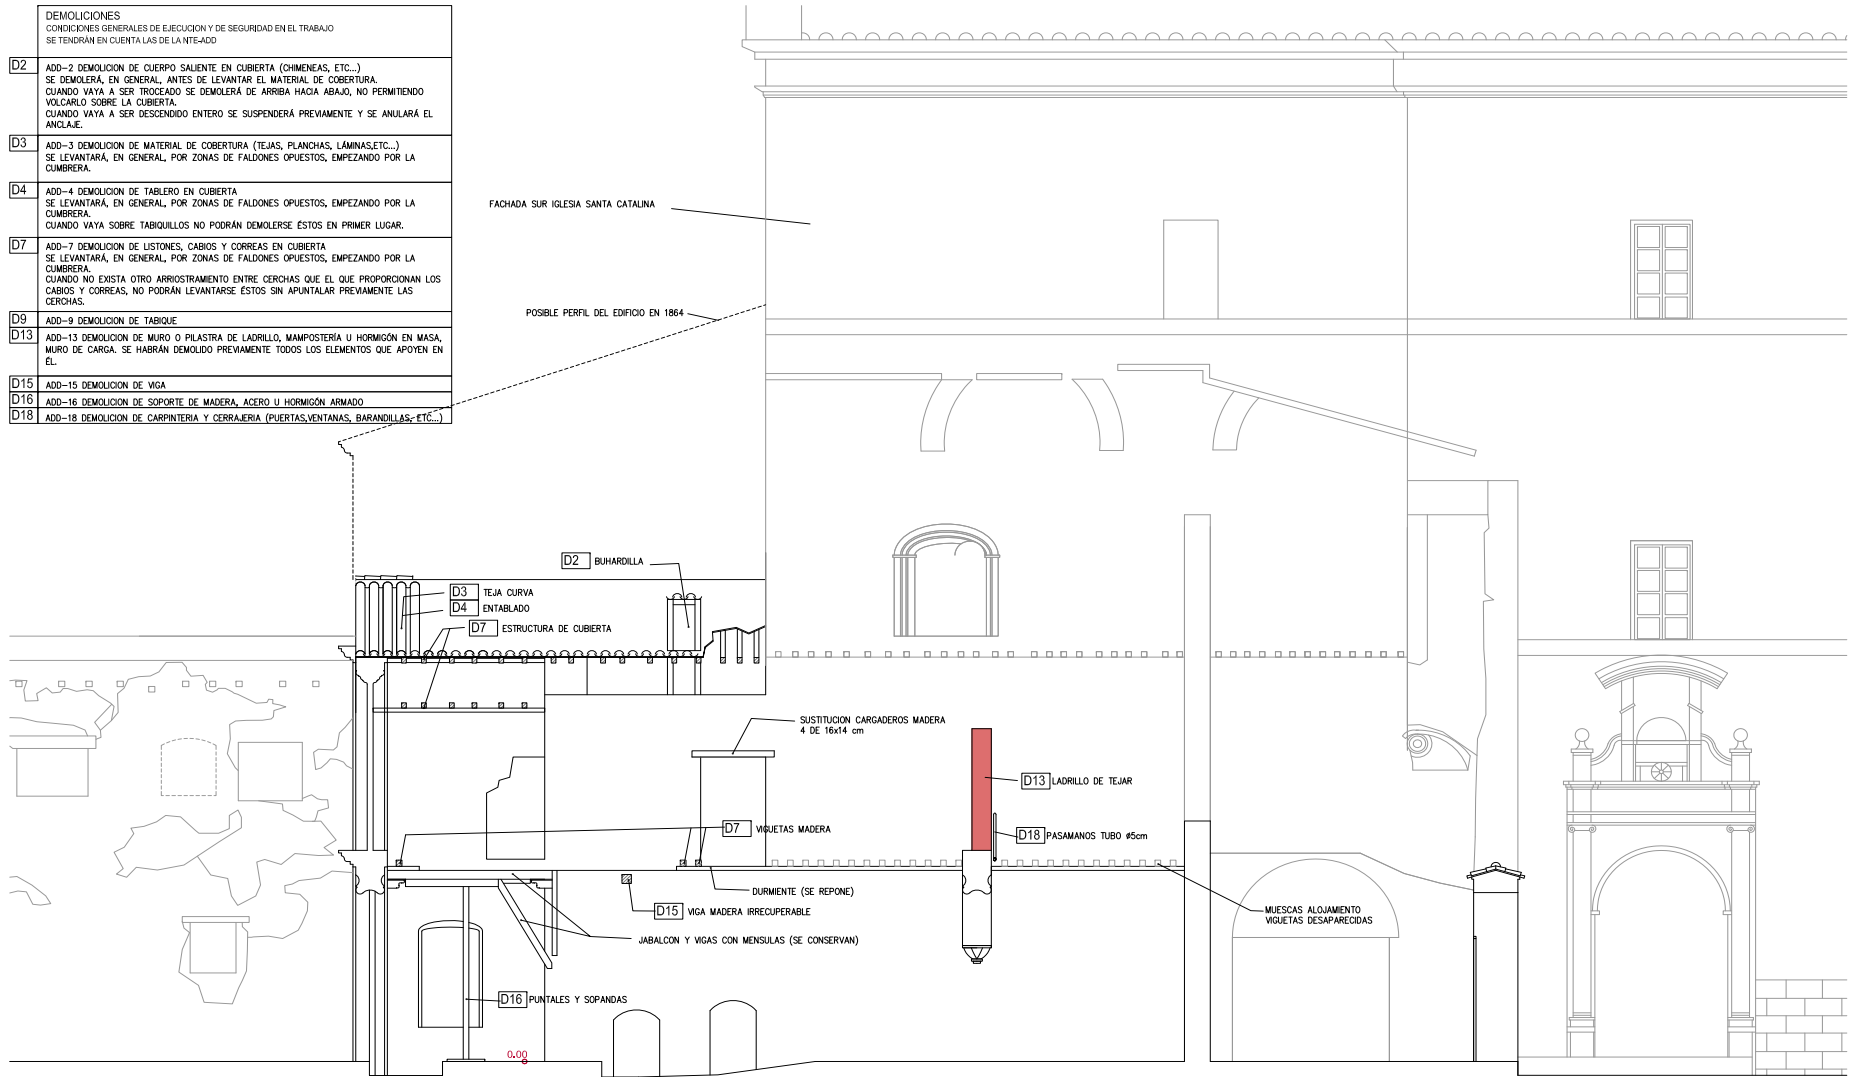 DEMOLICIONES
CONDICIONES GENERALES DE EJECUCION Y DE SEGURIDAD EN EL TRABAJO
SE TENDRÁN EN CUENTA LAS DE LA NTE-ADD
D2
ADD-2 DEMOLICION DE CUERPO SALIENTE EN CUBIERTA (CHIMENEAS, ETC...)
SE DEMOLERÁ, EN GENERAL, ANTES DE LEVANTAR EL MATERIAL DE COBERTURA.
CUANDO VAYA A SER TROCEADO SE DEMOLERÁ DE ARRIBA HACIA ABAJO, NO PERMITIENDO
VOLCARLO SOBRE LA CUBIERTA.
CUANDO VAYA A SER DESCENDIDO ENTERO SE SUSPENDERÁ PREVIAMENTE Y SE ANULARÁ EL
ANCLAJE.
D3
ADD-3 DEMOLICION DE MATERIAL DE COBERTURA (TEJAS, PLANCHAS, LÁMINAS,ETC...)
SE LEVANTARÁ, EN GENERAL, POR ZONAS DE FALDONES OPUESTOS, EMPEZANDO POR LA
CUMBRERA.
D4
ADD-4 DEMOLICION DE TABLERO EN CUBIERTA
SE LEVANTARÁ, EN GENERAL, POR ZONAS DE FALDONES OPUESTOS, EMPEZANDO POR LA
CUMBRERA.
CUANDO VAYA SOBRE TABIQUILLOS NO PODRÁN DEMOLERSE ÉSTOS EN PRIMER LUGAR.
D7
ADD-7 DEMOLICION DE LISTONES, CABIOS Y CORREAS EN CUBIERTA
SE LEVANTARÁ, EN GENERAL, POR ZONAS DE FALDONES OPUESTOS, EMPEZANDO POR LA
CUMBRERA.
CUANDO NO EXISTA OTRO ARRIOSTRAMIENTO ENTRE CERCHAS QUE EL QUE PROPORCIONAN LOS
CABIOS Y CORREAS, NO PODRÁN LEVANTARSE ÉSTOS SIN APUNTALAR PREVIAMENTE LAS
CERCHAS.
D9
ADD-9 DEMOLICION DE TABIQUE
D13
ADD-13 DEMOLICION DE MURO O PILASTRA DE LADRILLO, MAMPOSTERÍA U HORMIGÓN EN MASA,
MURO DE CARGA. SE HABRÁN DEMOLIDO PREVIAMENTE TODOS LOS ELEMENTOS QUE APOYEN EN
ÉL.
D15
ADD-15 DEMOLICION DE VIGA
D16
ADD-16 DEMOLICION DE SOPORTE DE MADERA, ACERO U HORMIGÓN ARMADO
D18
ADD-18 DEMOLICION DE CARPINTERIA Y CERRAJERIA (PUERTAS,VENTANAS, BARANDILLAS, ETC...)
FACHADA SUR IGLESIA SANTA CATALINA
POSIBLE PERFIL DEL EDIFICIO EN 1864
D2 BUHARDILLA
D3 TEJA CURVA
D4 ENTABLADO
D7 ESTRUCTURA DE CUBIERTA
SUSTITUCION CARGADEROS MADERA
4 DE 16x14 cm
D13 LADRILLO DE TEJAR
D7 VIGUETAS MADERA
D18 PASAMANOS TUBO ø5cm
DURMIENTE (SE REPONE)
D15 VIGA MADERA IRRECUPERABLE
MUESCAS ALOJAMIENTO
VIGUETAS DESAPARECIDAS
JABALCON Y VIGAS CON MENSULAS (SE CONSERVAN)
D16 PUNTALES Y SOPANDAS
0.00